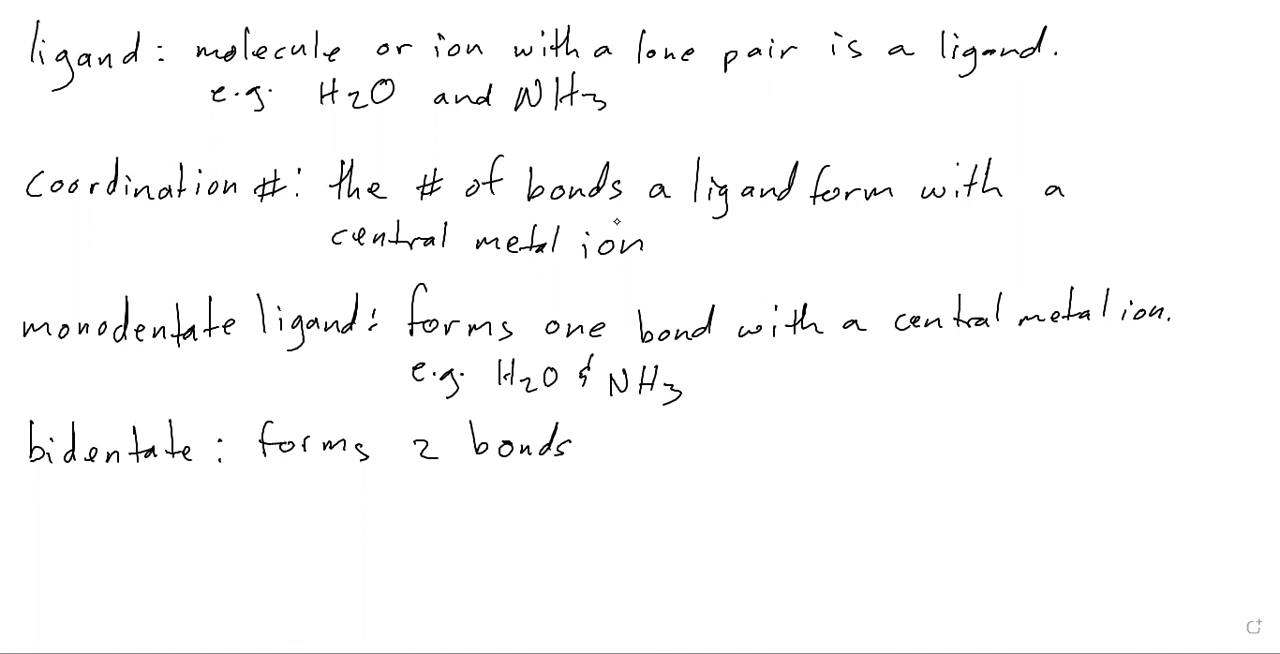 ligand: molecule or ion with a lone pair is a ligand.
e.g. H2O and NH3
Coordination #: the # of bonds a ligand form with a
central metal ion
monodentate ligand: forms one bond with a central metal ion.
e.g. H2O & NH3
bidentate: forms 2 bonds